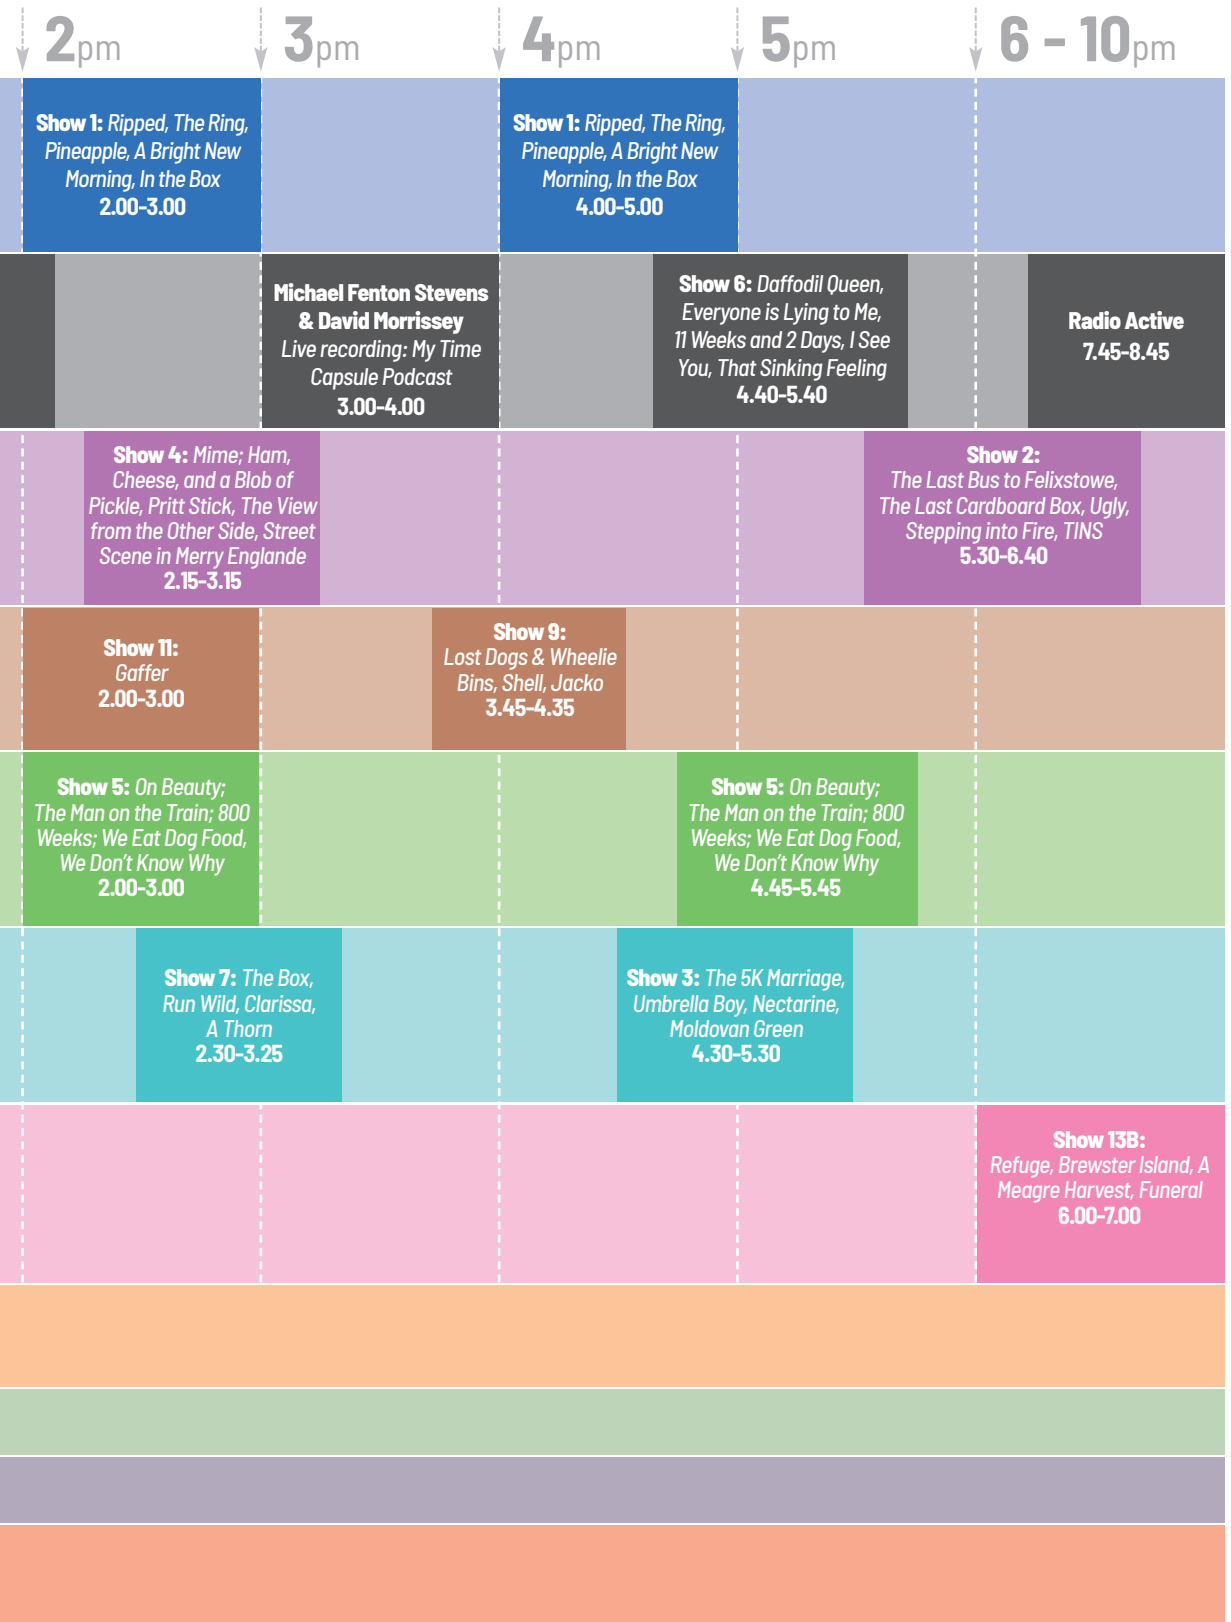 2pm
3pm
4pm
5pm
6 - 10pm
Show 1: Ripped, The Ring,
Pineapple, A Bright New
Morning, In the Box
2.00-3.00
Show 1: Ripped, The Ring,
Pineapple, A Bright New
Morning, In the Box
4.00-5.00
Michael Fenton Stevens
& David Morrissey
Live recording: My Time
Capsule Podcast
3.00-4.00
Show 6: Daffodil Queen,
Everyone is Lying to Me,
11 Weeks and 2 Days, I See
You, That Sinking Feeling
4.40-5.40
Radio Active
7.45-8.45
Show 4: Mime; Ham,
Cheese, and a Blob of
Pickle, Pritt Stick, The View
from the Other Side, Street
Scene in Merry Englande
2.15-3.15
Show 2:
The Last Bus to Felixstowe,
The Last Cardboard Box, Ugly,
Stepping into Fire, TINS
5.30-6.40
Show 11:
Gaffer
2.00-3.00
Show 9:
Lost Dogs & Wheelie
Bins, Shell, Jacko
3.45-4.35
Show 5: On Beauty;
The Man on the Train; 800
Weeks; We Eat Dog Food,
We Don't Know Why
2.00-3.00
Show 5: On Beauty;
The Man on the Train; 800
Weeks; We Eat Dog Food,
We Don't Know Why
4.45-5.45
Show 7: The Box,
Run Wild, Clarissa,
A Thorn
2.30-3.25
Show 3: The 5K Marriage,
Umbrella Boy, Nectarine,
Moldovan Green
4.30-5.30
Show 13B:
Refuge, Brewster Island, A
Meagre Harvest, Funeral
6.00-7.00